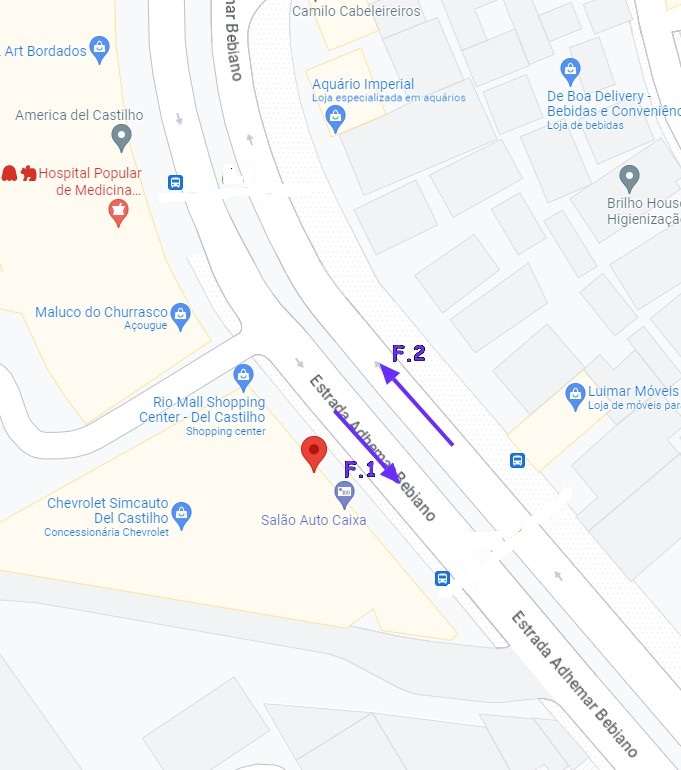 mar Bebiano
Camilo Cabeleireiros
Art Bordados
Aquário Imperial
Loja especializada em aquários
De Boa Delivery -
Bebidas e Conveniênc
Loja de bebidas
America del Castilho
Hospital Popular
de Medicina...
Brilho House
Higienizaçã
Maluco do Churrasco
Açougue
F.2
Estrada Adhemar Bebiano
Rio Mall Shopping
Center - Del Castilho
Shopping center
Luimar Móveis
Loja de móveis par
F.1
Chevrolet Simcauto
Del Castilho
Concessionária Chevrolet
Salão Auto Caixa
Estrada Adhemar Bebiano